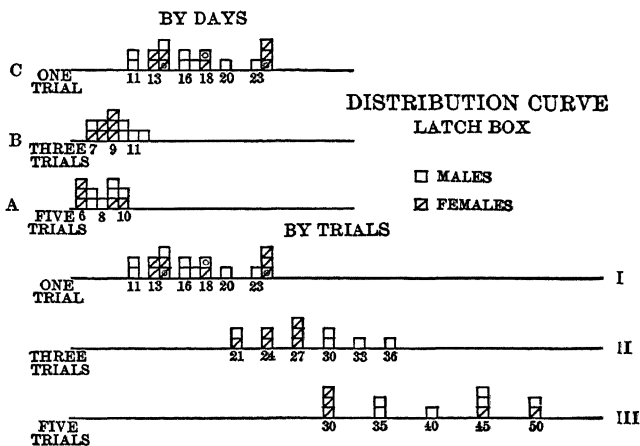 BY DAYS
C
ONE TRIAL
11 13 16 18 20 23
DISTRIBUTION CURVE
LATCH BOX
B
THREE TRIALS
7 9 11
MALES
FEMALES
A
FIVE TRIALS
6 8 10
BY TRIALS
ONE TRIAL
11 13 16 18 20 23
I
THREE TRIALS
21 24 27 30 33 36
II
FIVE TRIALS
30 35 40 45 50
III